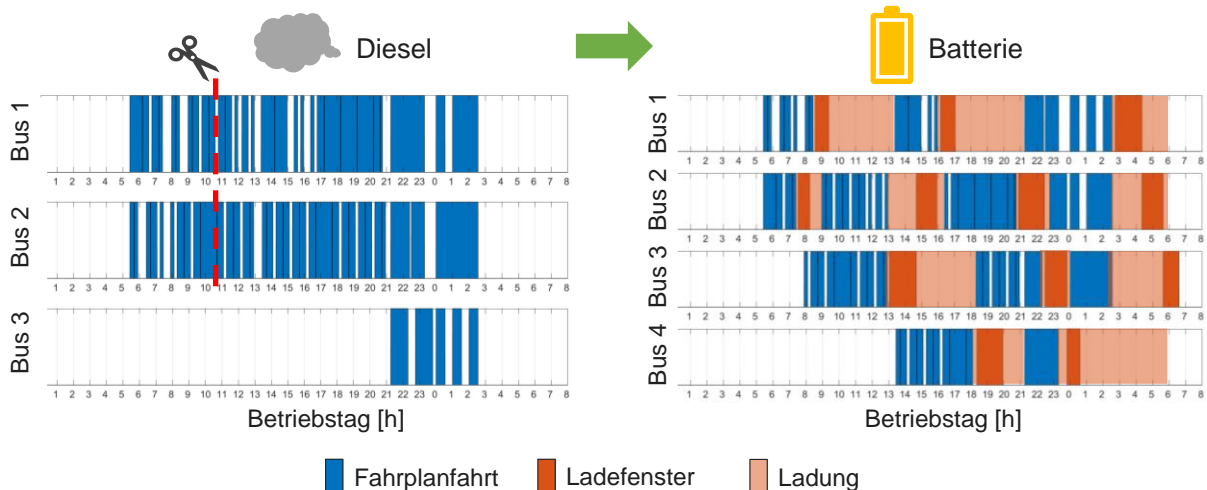 Diesel
Bus 1
1 2 3 4 5 6 7 8 9 10 11 12 13 14 15 16 17 18 19 20 21 22 23 0 1 2 3 4 5 6 7 8
Bus 2
1 2 3 4 5 6 7 8 9 10 11 12 13 14 15 16 17 18 19 20 21 22 23 0 1 2 3 4 5 6 7 8
Bus 3
1 2 3 4 5 6 7 8 9 10 11 12 13 14 15 16 17 18 19 20 21 22 23 0 1 2 3 4 5 6 7 8
Betriebstag [h]
Batterie
Bus 1
1 2 3 4 5 6 7 8 9 10 11 12 13 14 15 16 17 18 19 20 21 22 23 0 1 2 3 4 5 6 7 8
Bus 2
1 2 3 4 5 6 7 8 9 10 11 12 13 14 15 16 17 18 19 20 21 22 23 0 1 2 3 4 5 6 7 8
Bus 3
1 2 3 4 5 6 7 8 9 10 11 12 13 14 15 16 17 18 19 20 21 22 23 0 1 2 3 4 5 6 7 8
Bus 4
1 2 3 4 5 6 7 8 9 10 11 12 13 14 15 16 17 18 19 20 21 22 23 0 1 2 3 4 5 6 7 8
Betriebstag [h]
Fahrplanfahrt
Ladefenster
Ladung